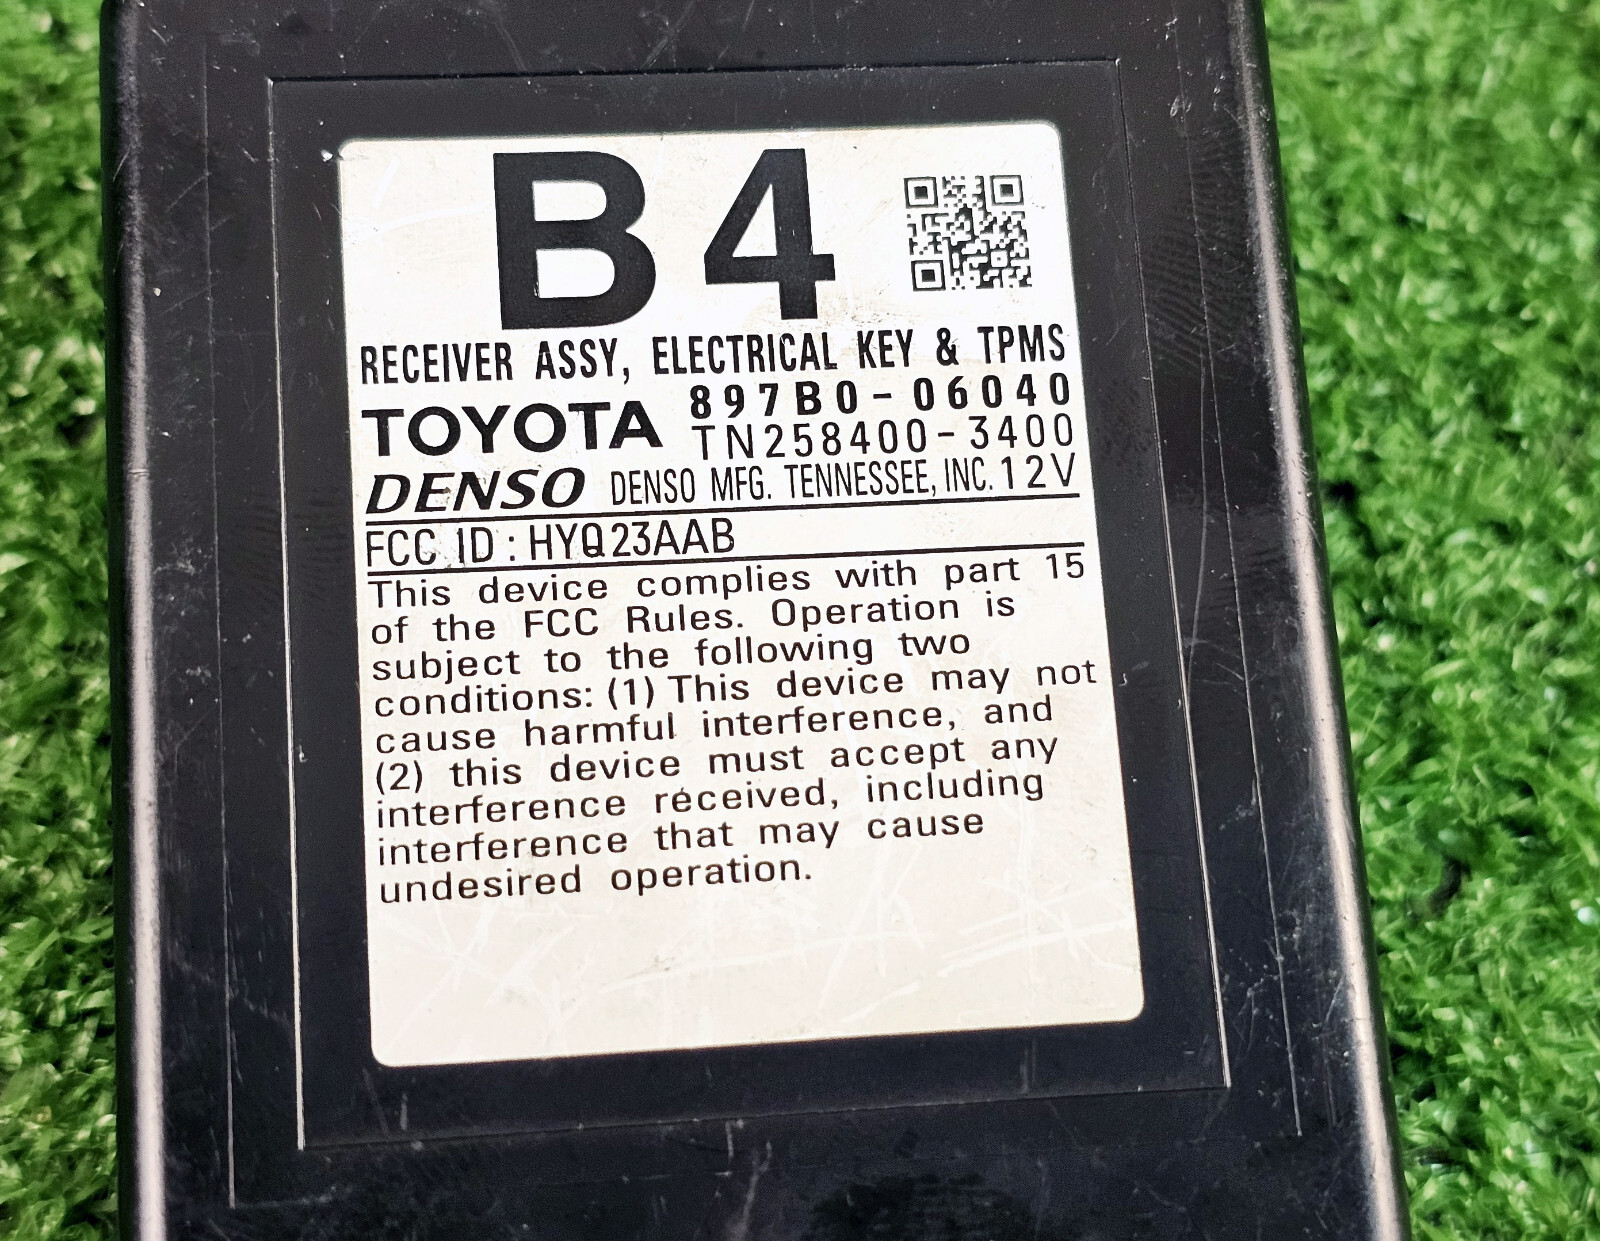 B4
RECEIVER ASSY, ELECTRICAL KEY & TPMS
TOYOTA 897B0-06040
TN258400-3400
DENSO DENSO MFG. TENNESSEE, INC. 12V
FCC ID : HYQ23AAB
This device complies with part 15
of the FCC Rules. Operation is
subject to the following two
conditions: (1) This device may not
cause harmful interference, and
(2) this device must accept any
interference received, including
interference that may cause
undesired operation.